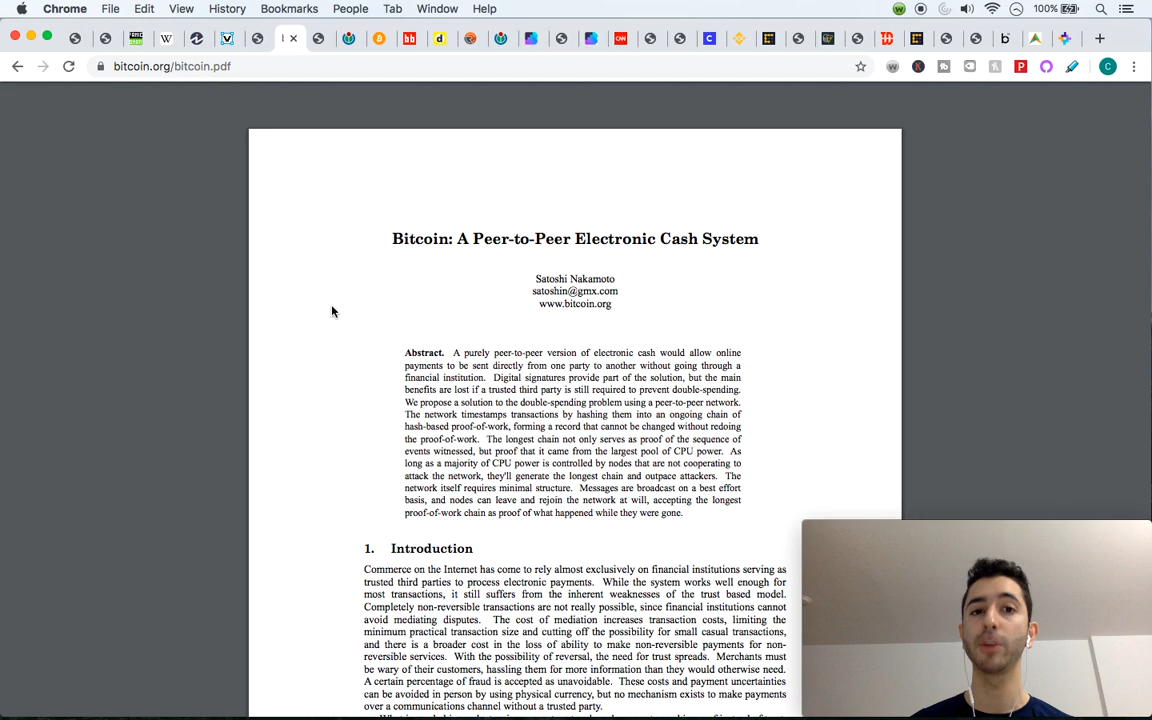 Chrome File Edit View History Bookmarks People Tab Window Help 100%
bitcoin.org/bitcoin.pdf
Bitcoin: A Peer-to-Peer Electronic Cash System
Satoshi Nakamoto
satoshin@gmx.com
www.bitcoin.org
Abstract. A purely peer-to-peer version of electronic cash would allow online
payments to be sent directly from one party to another without going through a
financial institution. Digital signatures provide part of the solution, but the main
benefits are lost if a trusted third party is still required to prevent double-spending.
We propose a solution to the double-spending problem using a peer-to-peer network.
The network timestamps transactions by hashing them into an ongoing chain of
hash-based proof-of-work, forming a record that cannot be changed without redoing
the proof-of-work. The longest chain not only serves as proof of the sequence of
events witnessed, but proof that it came from the largest pool of CPU power. As
long as a majority of CPU power is controlled by nodes that are not cooperating to
attack the network, they'll generate the longest chain and outpace attackers. The
network itself requires minimal structure. Messages are broadcast on a best effort
basis, and nodes can leave and rejoin the network at will, accepting the longest
proof-of-work chain as proof of what happened while they were gone.
1. Introduction
Commerce on the Internet has come to rely almost exclusively on financial institutions serving as
trusted third parties to process electronic payments. While the system works well enough for
most transactions, it still suffers from the inherent weaknesses of the trust based model.
Completely non-reversible transactions are not really possible, since financial institutions cannot
avoid mediating disputes. The cost of mediation increases transaction costs, limiting the
minimum practical transaction size and cutting off the possibility for small casual transactions,
and there is a broader cost in the loss of ability to make non-reversible payments for non-
reversible services. With the possibility of reversal, the need for trust spreads. Merchants must
be wary of their customers, hassling them for more information than they would otherwise need.
A certain percentage of fraud is accepted as unavoidable. These costs and payment uncertainties
can be avoided in person by using physical currency, but no mechanism exists to make payments
over a communications channel without a trusted party.